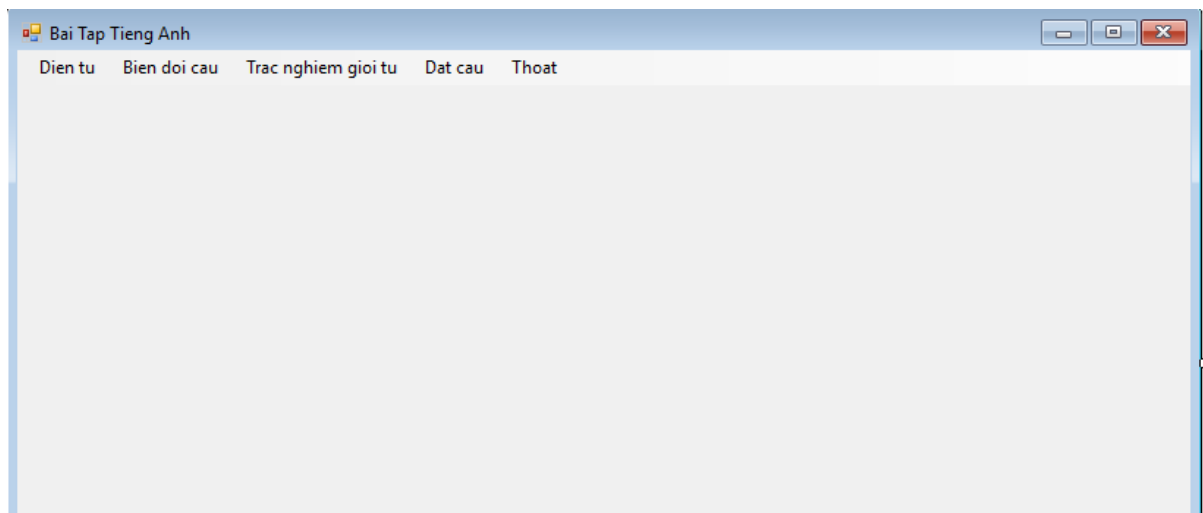 Bai Tap Tieng Anh
Dien tu Bien doi cau Trac nghiem gioi tu Dat cau Thoat